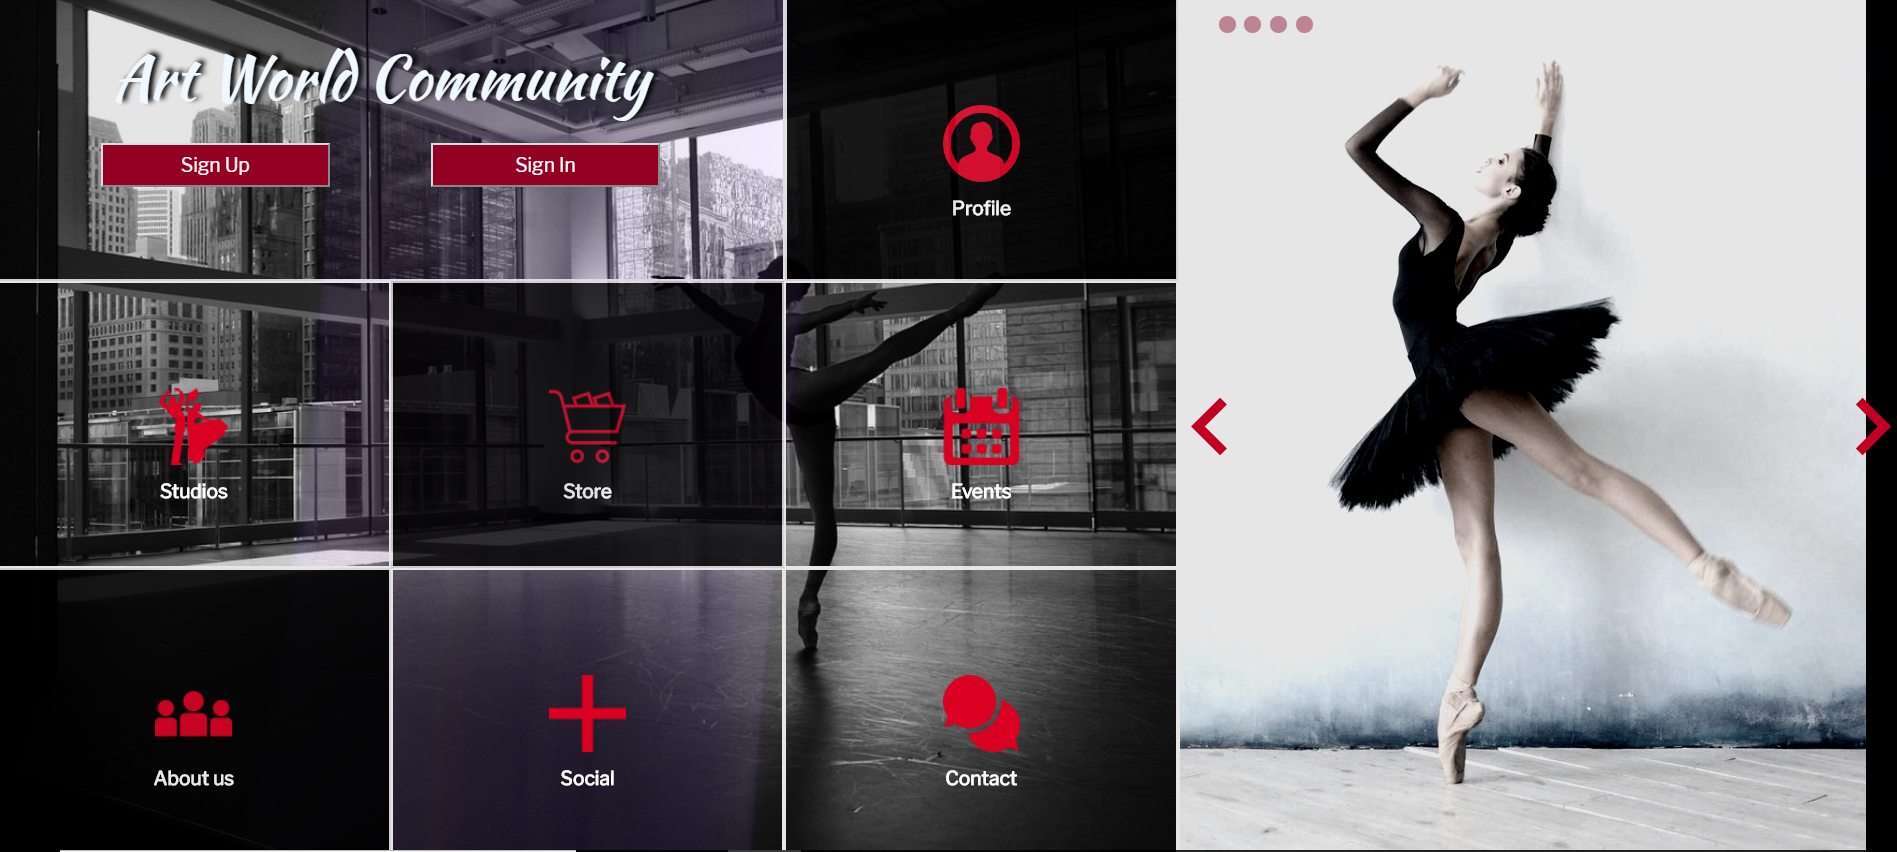 Art World Community
Sign Up
Sign In
Profile
Studios
Store
Events
About us
Social
Contact